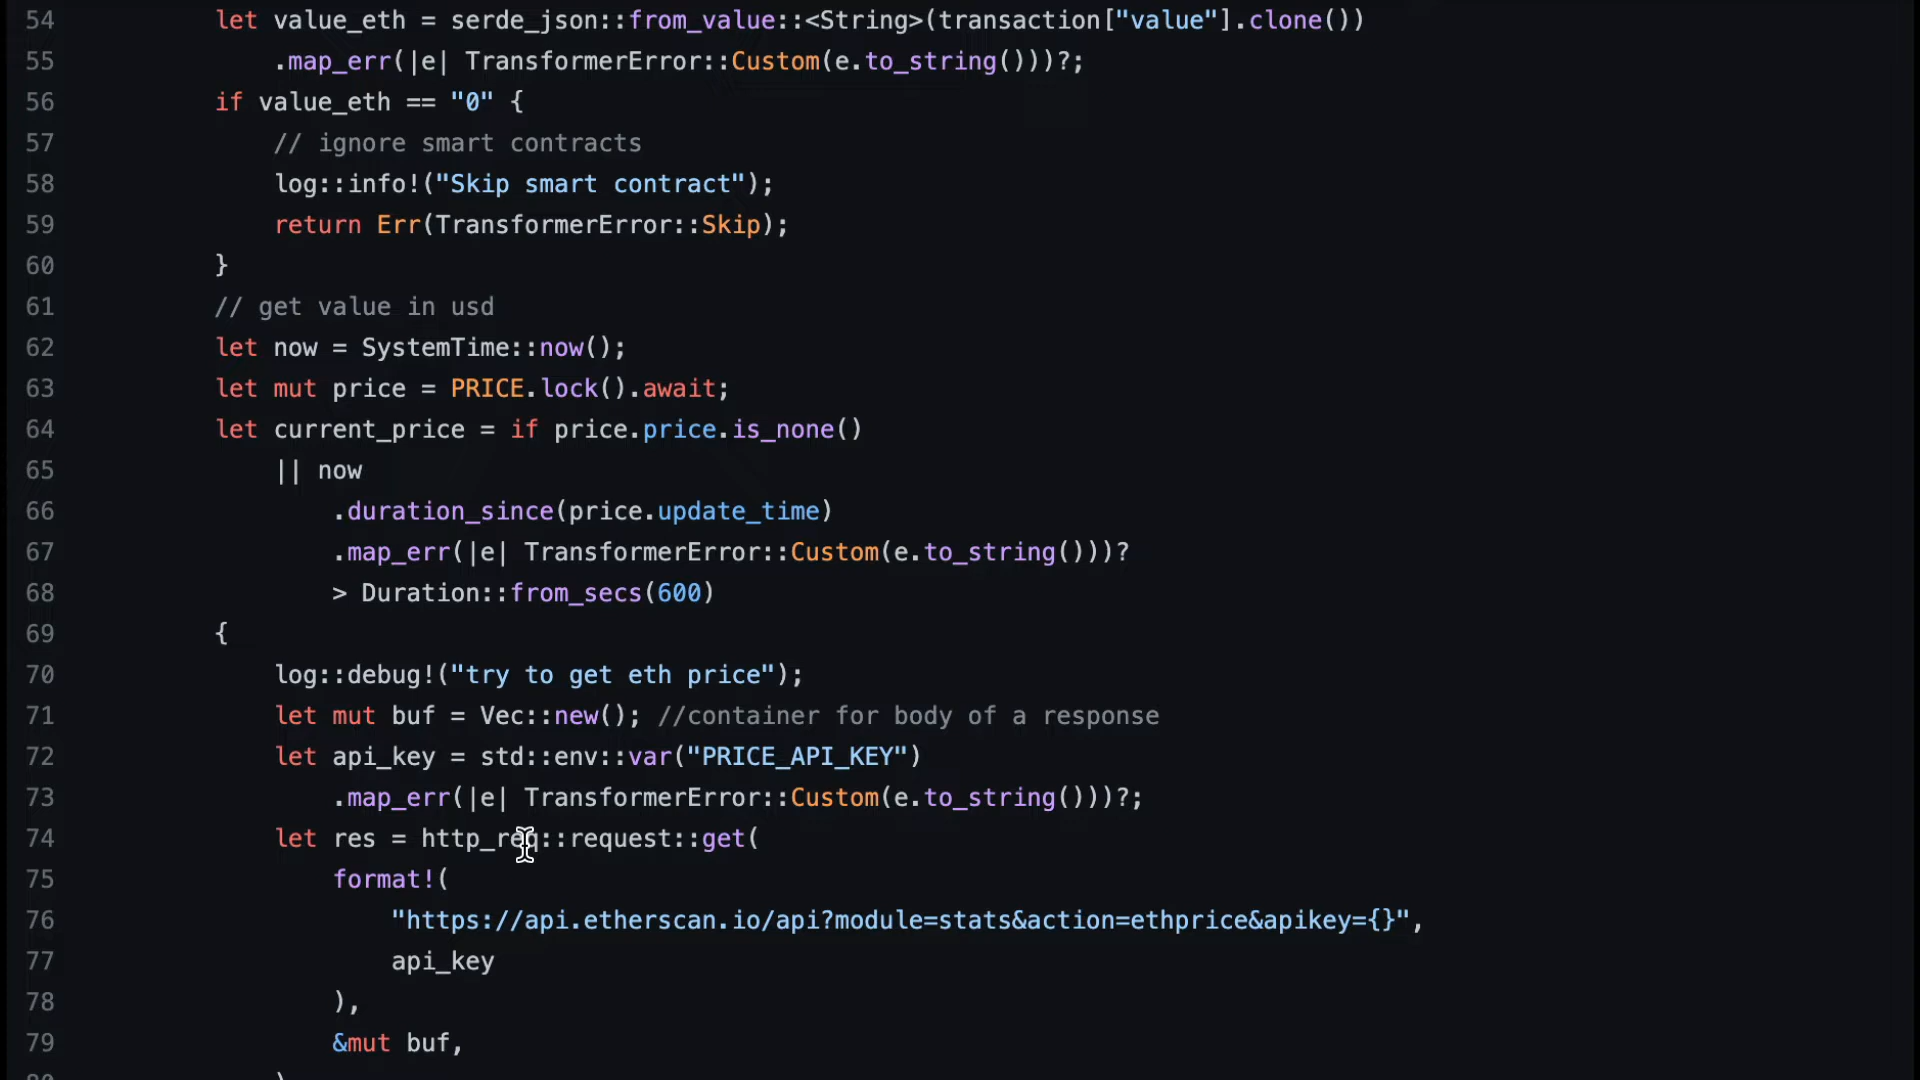 54 let value_eth = serde_json::from_value::<String>(transaction["value"].clone())
55 .map_err(|e| TransformerError::Custom(e.to_string()))?;
56 if value_eth == "0" {
57 // ignore smart contracts
58 log::info!("Skip smart contract");
59 return Err(TransformerError::Skip);
60 }
61 // get value in usd
62 let now = SystemTime::now();
63 let mut price = PRICE.lock().await;
64 let current_price = if price.price.is_none()
65 || now
66 .duration_since(price.update_time)
67 .map_err(|e| TransformerError::Custom(e.to_string()))?
68 > Duration::from_secs(600)
69 {
70 log::debug!("try to get eth price");
71 let mut buf = Vec::new(); //container for body of a response
72 let api_key = std::env::var("PRICE_API_KEY")
73 .map_err(|e| TransformerError::Custom(e.to_string()))?;
74 let res = http_req::request::get(
75 format!(
76 "https://api.etherscan.io/api?module=stats&action=ethprice&apikey={}",
77 api_key
78 ),
79 &mut buf,
80 )